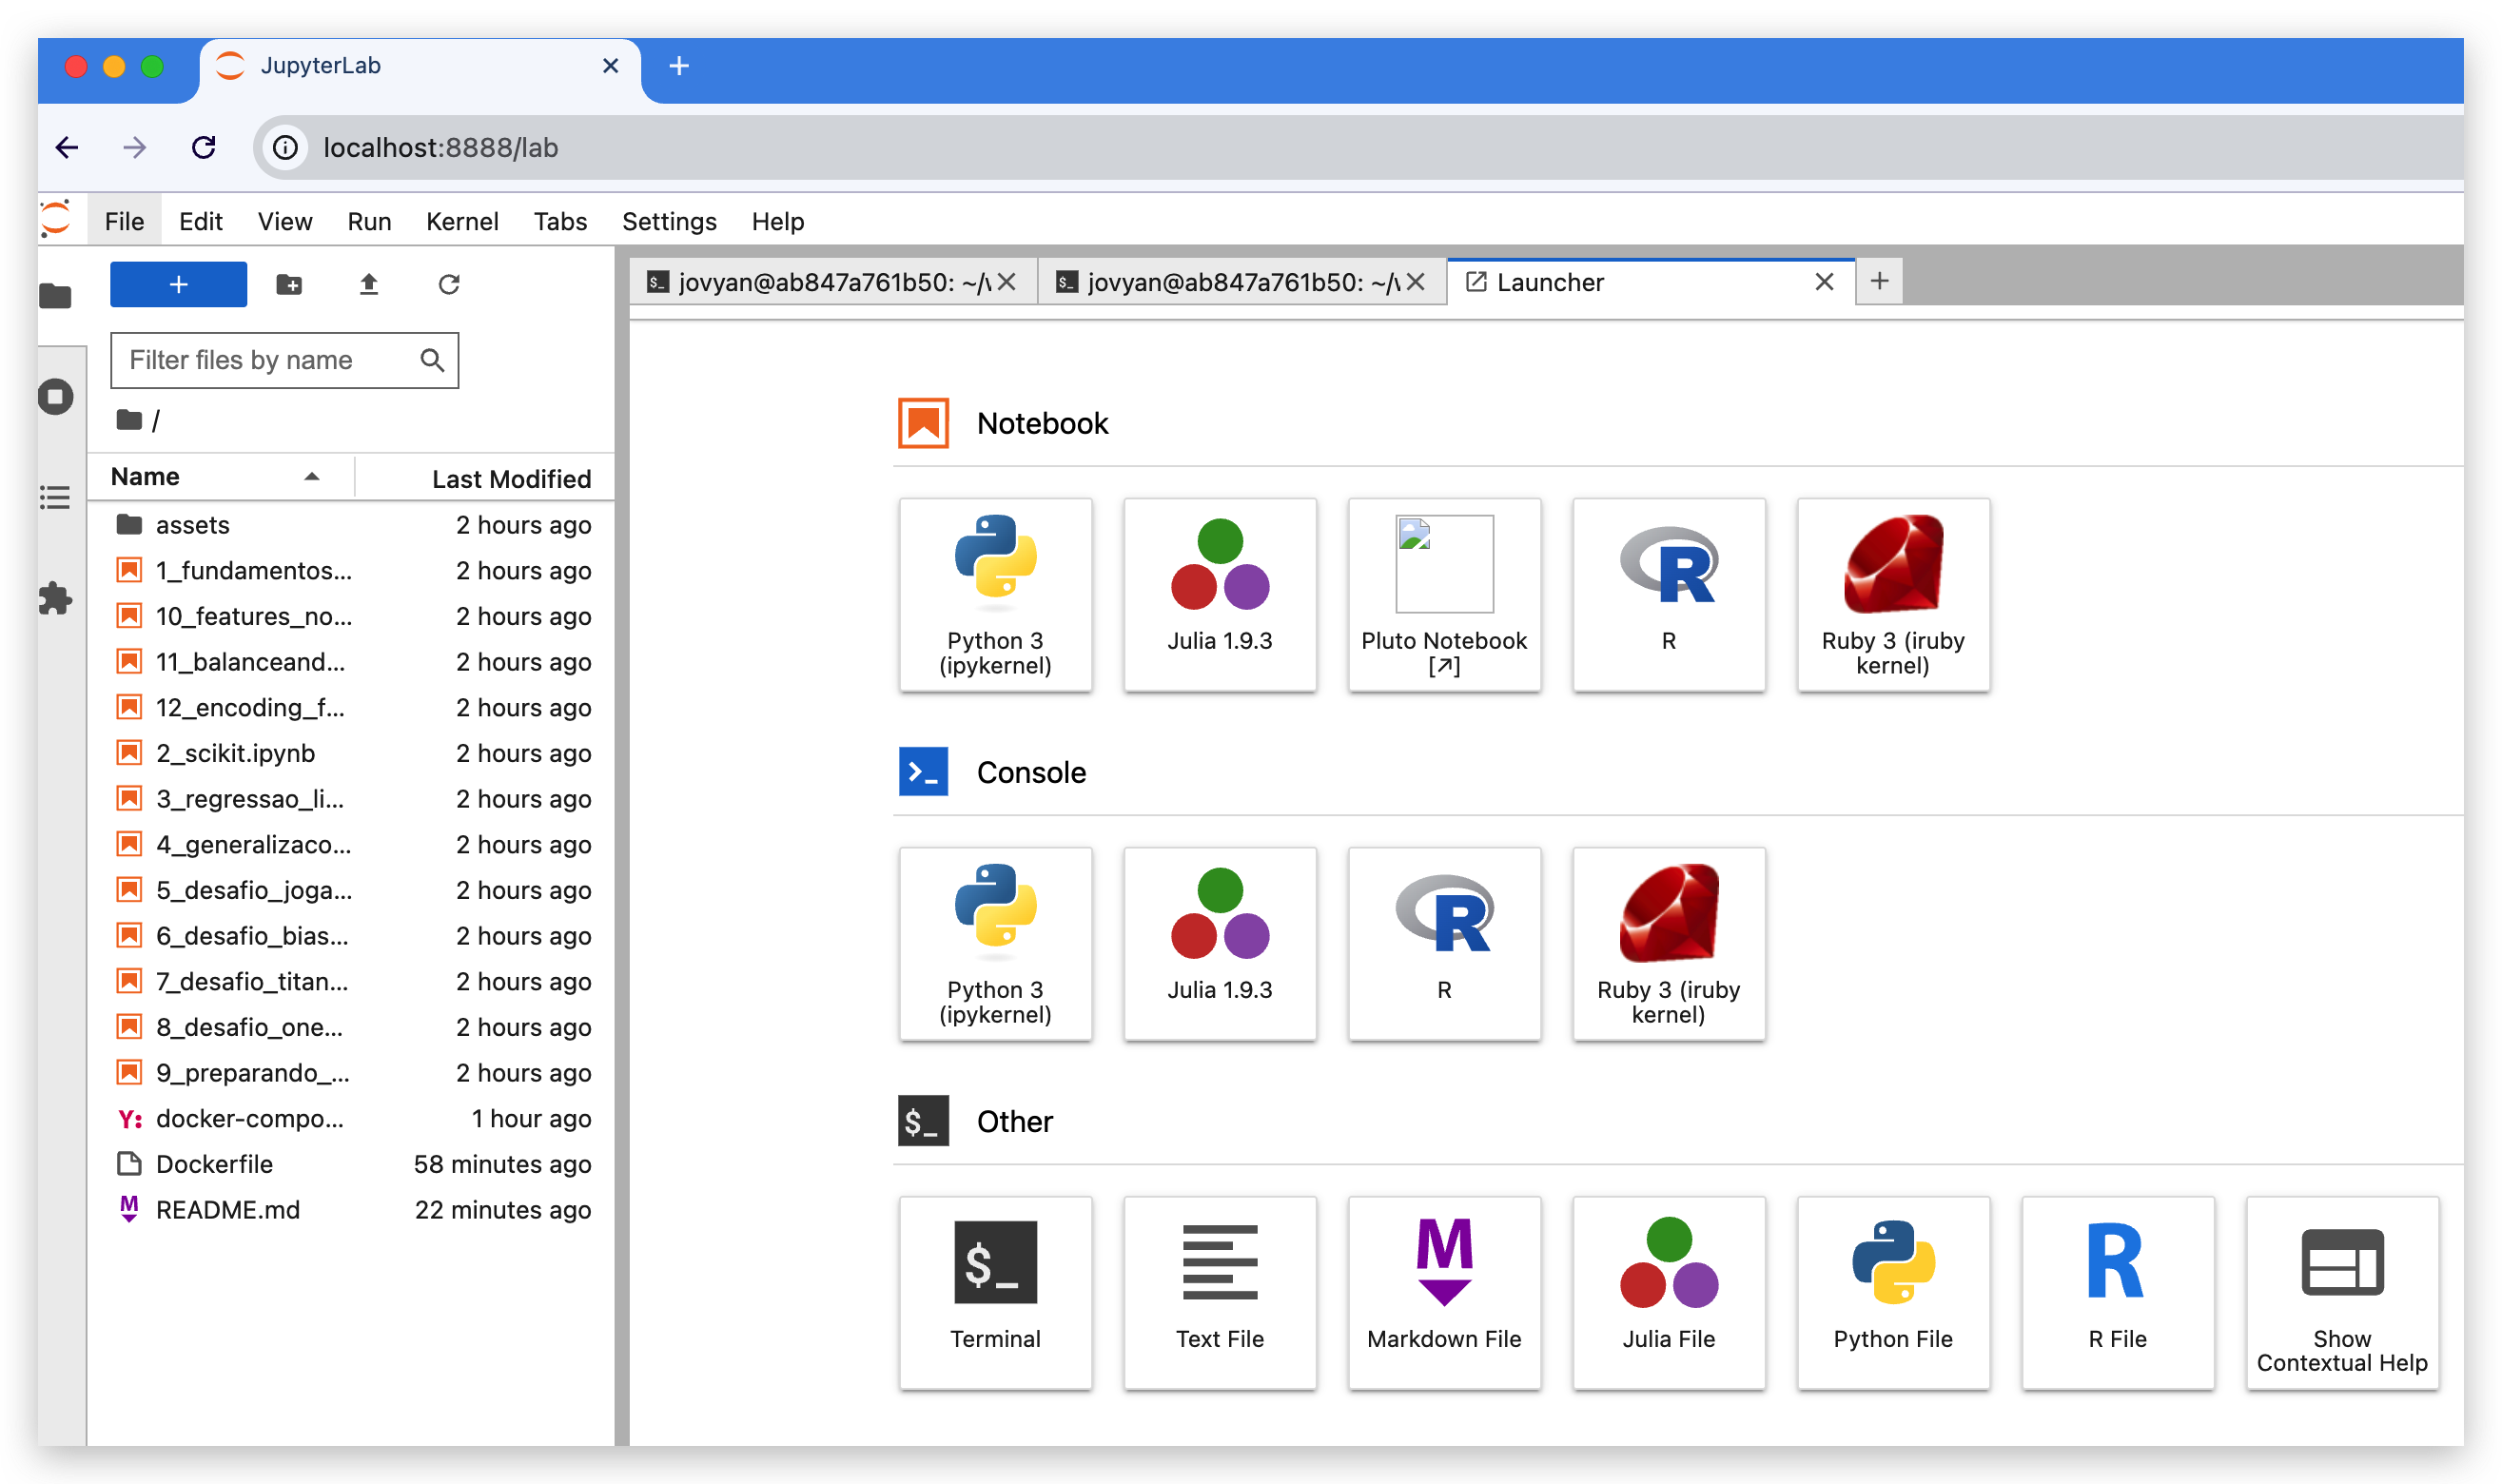 JupyterLab
localhost:8888/lab
File Edit View Run Kernel Tabs Settings Help
+
jovyan@ab847a761b50: ~/v
jovyan@ab847a761b50: ~/v
Launcher
Filter files by name
/
Name Last Modified
assets 2 hours ago
1_fundamentos... 2 hours ago
10_features_no... 2 hours ago
11_balanceand... 2 hours ago
12_encoding_f... 2 hours ago
2_scikit.ipynb 2 hours ago
3_regressao_li... 2 hours ago
4_generalizaco... 2 hours ago
5_desafio_joga... 2 hours ago
6_desafio_bias... 2 hours ago
7_desafio_titan... 2 hours ago
8_desafio_one... 2 hours ago
9_preparando_... 2 hours ago
Y: docker-compo... 1 hour ago
Dockerfile 58 minutes ago
M README.md 22 minutes ago
Notebook
Python 3
(ipykernel)
Julia 1.9.3
Pluto Notebook
[↗]
R
R
Ruby 3 (iruby
kernel)
>_ Console
Python 3
(ipykernel)
Julia 1.9.3
R
R
Ruby 3 (iruby
kernel)
$_ Other
$_
Terminal
Text File
M
Markdown File
Julia File
Python File
R
R File
Show
Contextual Help